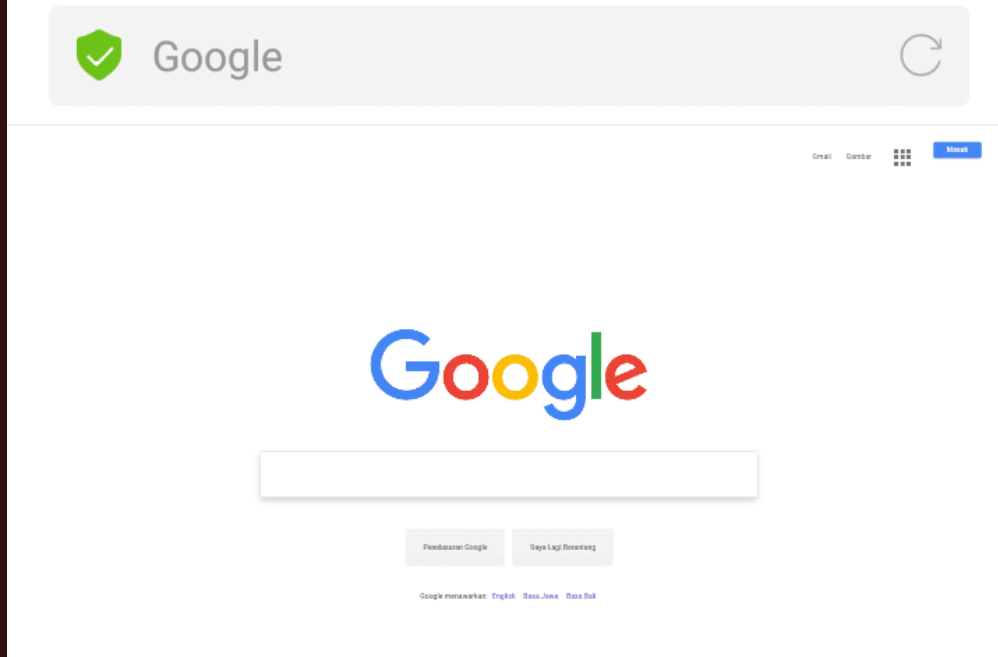 Google
Gmail Gambar Masuk
Google
Penelusuran Google Saya Lagi Beruntung
Google menawarkan: English Basa Jawa Basa Bali